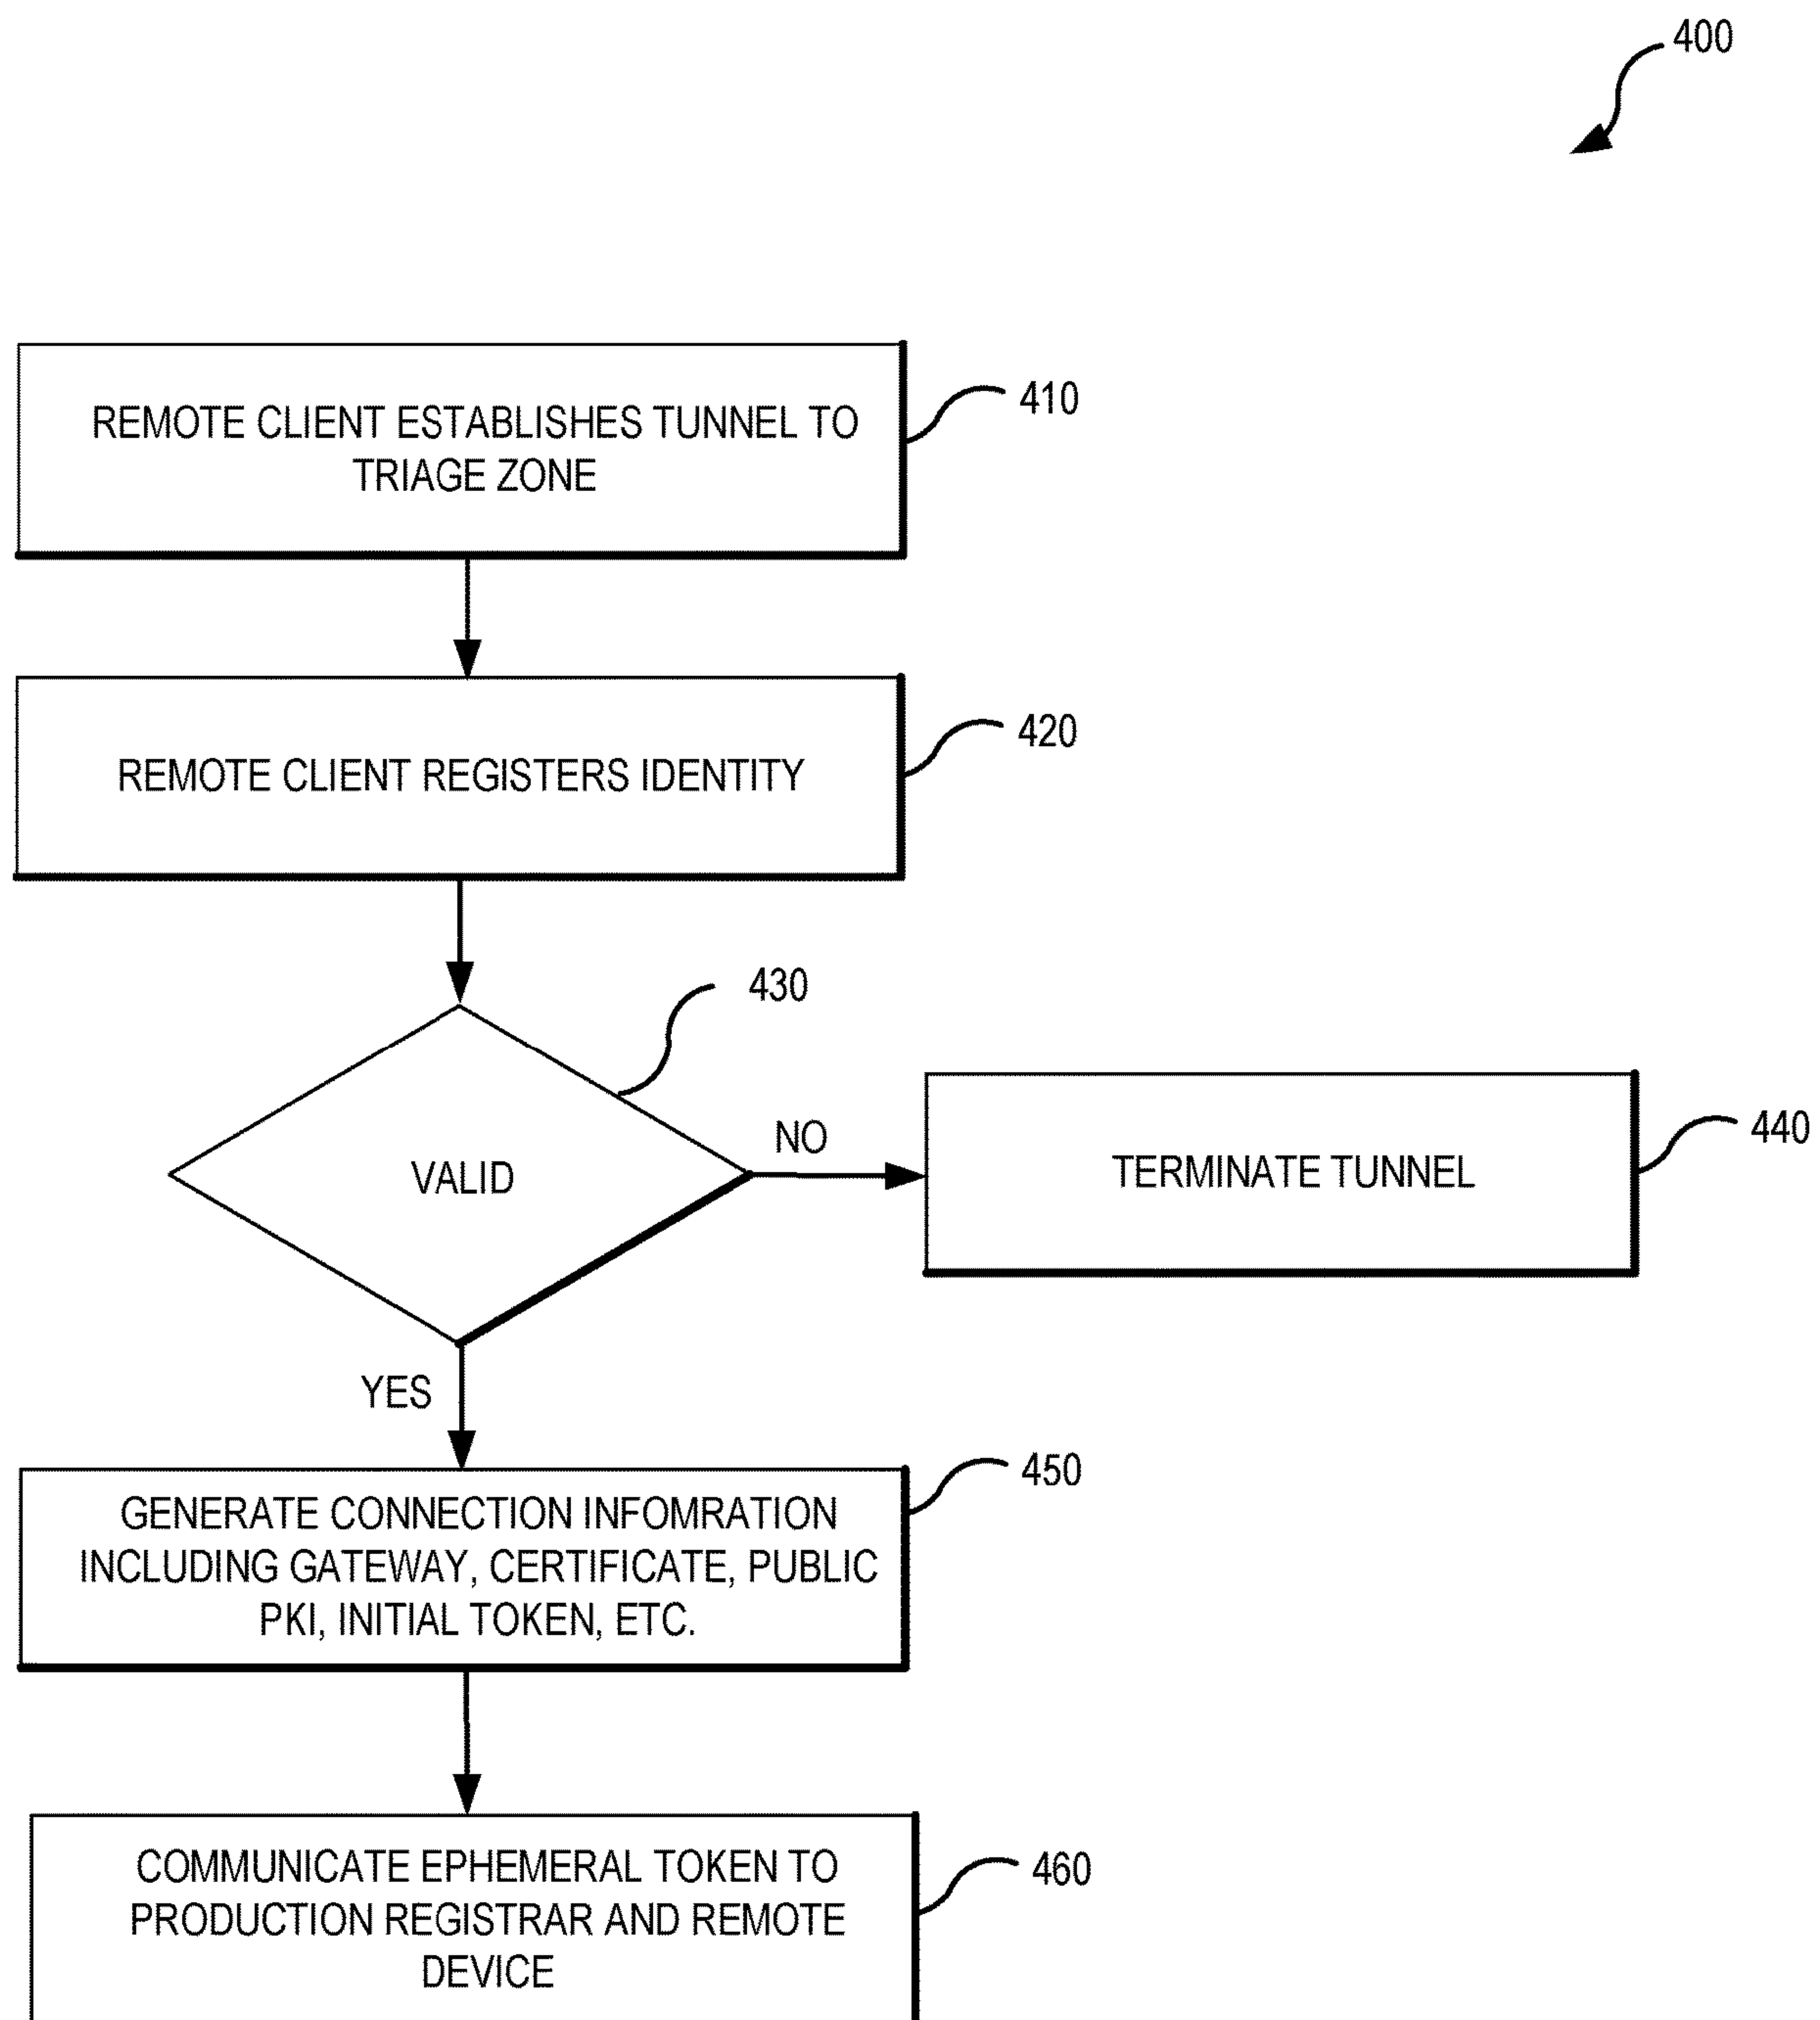 400
REMOTE CLIENT ESTABLISHES TUNNEL TO
TRIAGE ZONE
410
REMOTE CLIENT REGISTERS IDENTITY
420
430
VALID
NO
TERMINATE TUNNEL
440
YES
GENERATE CONNECTION INFOMRATION
INCLUDING GATEWAY, CERTIFICATE, PUBLIC
PKI, INITIAL TOKEN, ETC.
450
COMMUNICATE EPHEMERAL TOKEN TO
PRODUCTION REGISTRAR AND REMOTE
DEVICE
460